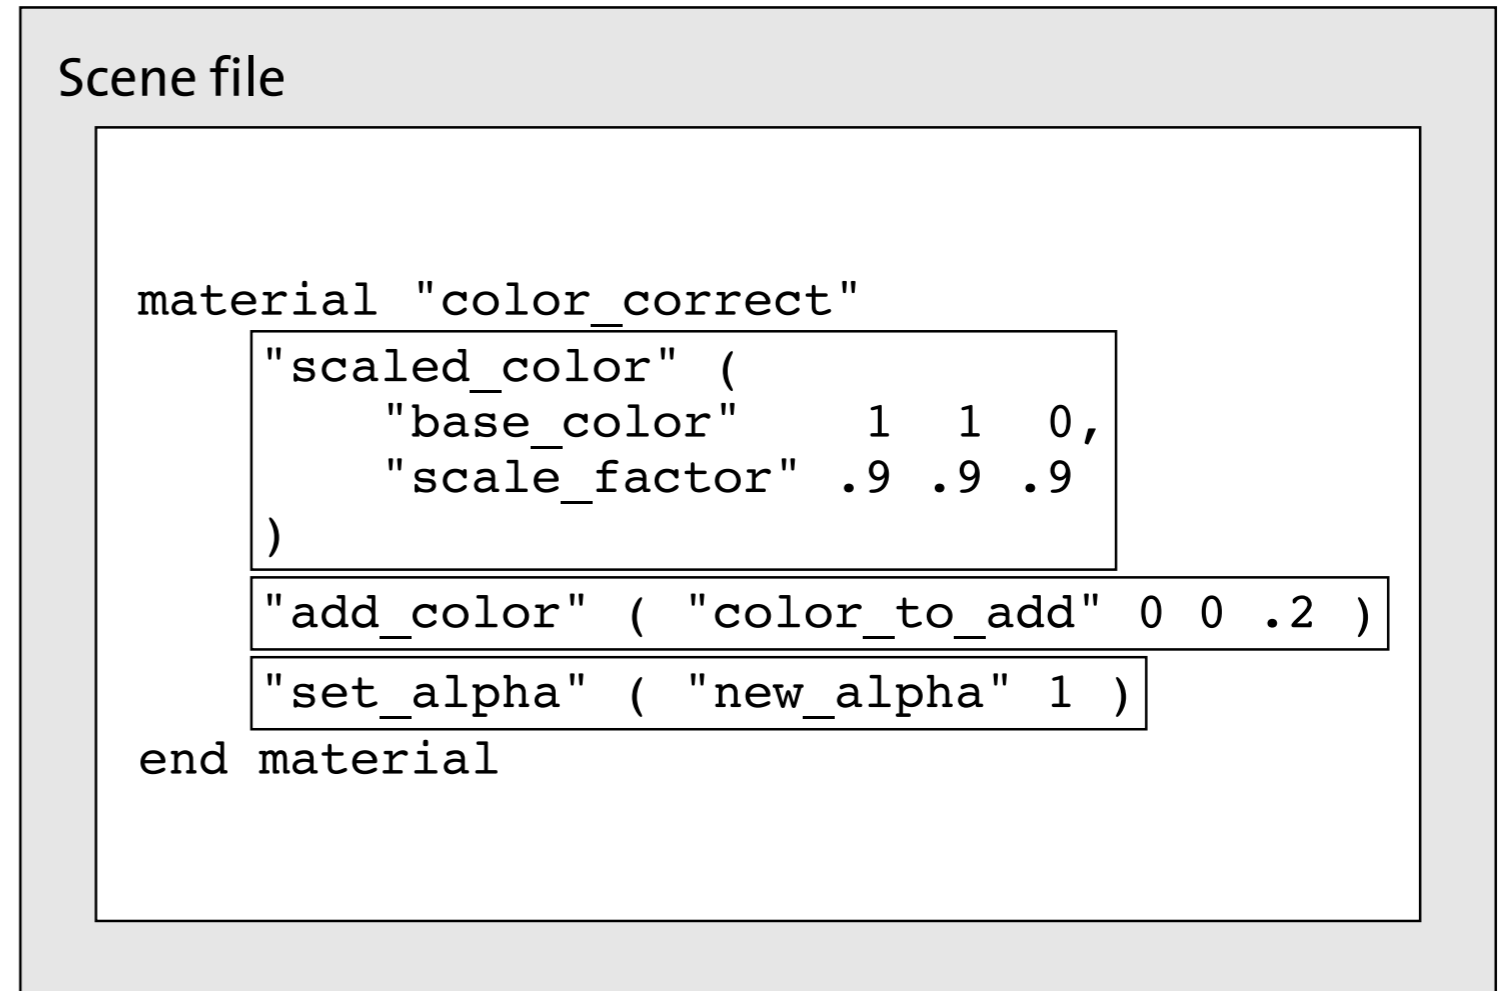 Scene file
material "color_correct"
"scaled_color" (
"base_color" 1 1 0,
"scale_factor" .9 .9 .9
)
"add_color" ( "color_to_add" 0 0 .2 )
"set_alpha" ( "new_alpha" 1 )
end material